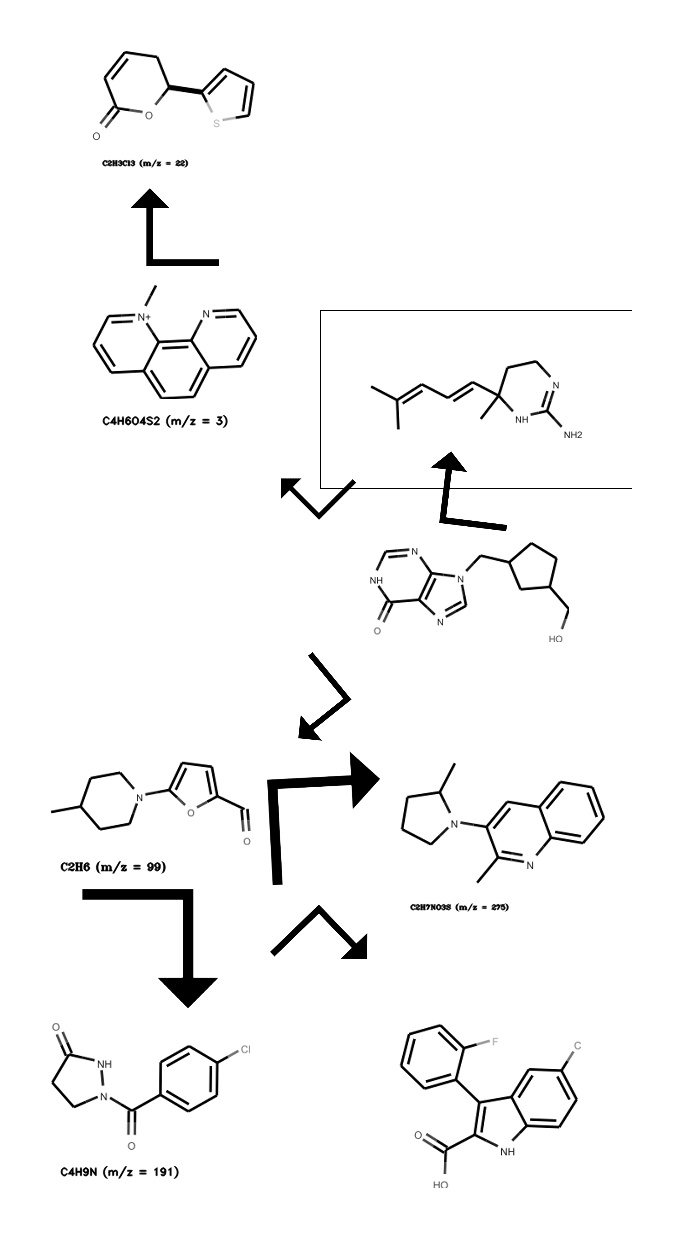 O
O
S
C2H3Cl3 (m/z = 22)
N+
N
C4H6O4S2 (m/z = 3)
N
NH
NH2
N
NH
N
N
O
HO
N
O
O
C2H6 (m/z = 99)
N
N
C2H7NO3S (m/z = 275)
O
NH
N
Cl
O
C4H9N (m/z = 191)
F
C
O
NH
HO